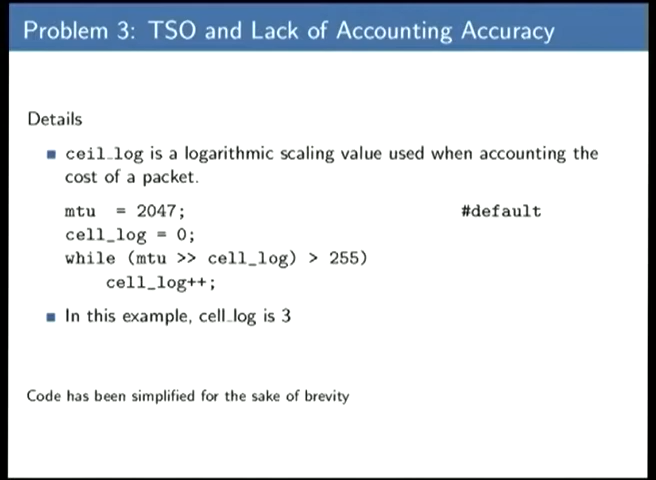 Problem 3: TSO and Lack of Accounting Accuracy
Details
ceil_log is a logarithmic scaling value used when accounting the
cost of a packet.
mtu = 2047; #default
cell_log = 0;
while (mtu >> cell_log) > 255)
cell_log++;
In this example, cell_log is 3
Code has been simplified for the sake of brevity